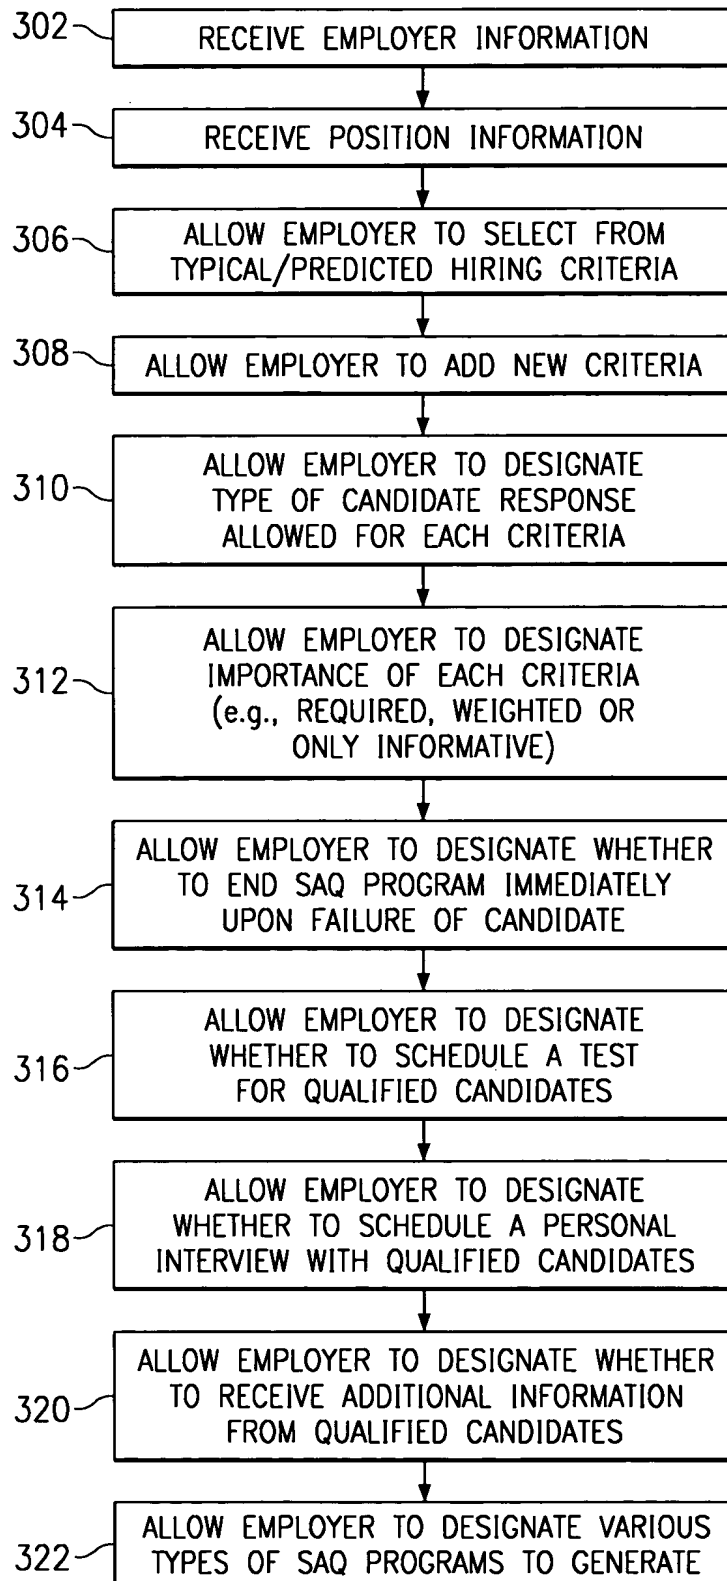 302
RECEIVE EMPLOYER INFORMATION
304
RECEIVE POSITION INFORMATION
306
ALLOW EMPLOYER TO SELECT FROM
TYPICAL/PREDICTED HIRING CRITERIA
308
ALLOW EMPLOYER TO ADD NEW CRITERIA
310
ALLOW EMPLOYER TO DESIGNATE
TYPE OF CANDIDATE RESPONSE
ALLOWED FOR EACH CRITERIA
312
ALLOW EMPLOYER TO DESIGNATE
IMPORTANCE OF EACH CRITERIA
(e.g., REQUIRED, WEIGHTED OR
ONLY INFORMATIVE)
314
ALLOW EMPLOYER TO DESIGNATE WHETHER
TO END SAQ PROGRAM IMMEDIATELY
UPON FAILURE OF CANDIDATE
316
ALLOW EMPLOYER TO DESIGNATE
WHETHER TO SCHEDULE A TEST
FOR QUALIFIED CANDIDATES
318
ALLOW EMPLOYER TO DESIGNATE
WHETHER TO SCHEDULE A PERSONAL
INTERVIEW WITH QUALIFIED CANDIDATES
320
ALLOW EMPLOYER TO DESIGNATE WHETHER
TO RECEIVE ADDITIONAL INFORMATION
FROM QUALIFIED CANDIDATES
322
ALLOW EMPLOYER TO DESIGNATE VARIOUS
TYPES OF SAQ PROGRAMS TO GENERATE